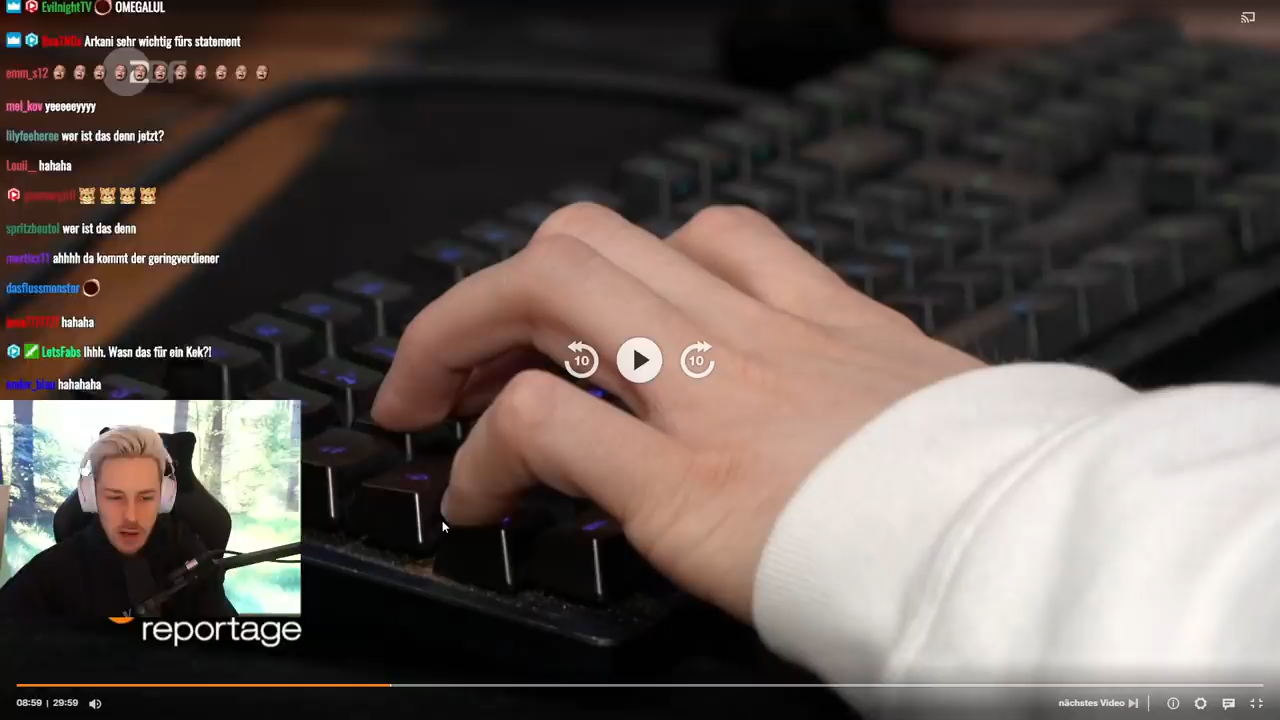 EvilnightTV OMEGALUL
Arkani sehr wichtig fürs statement
emm_s12
ZDF
mel_kov yeeeeeyyyy
wer ist das denn jetzt?
Louii__ hahaha
spritzbeutel wer ist das denn
ahhhh da kommt der geringverdiener
dasflussmonster
hahaha
LetsFabs Ihhh. Wasn das für ein Kek?!
hahahaha
10
10
reportage
08:59 | 29:59
nächstes Video